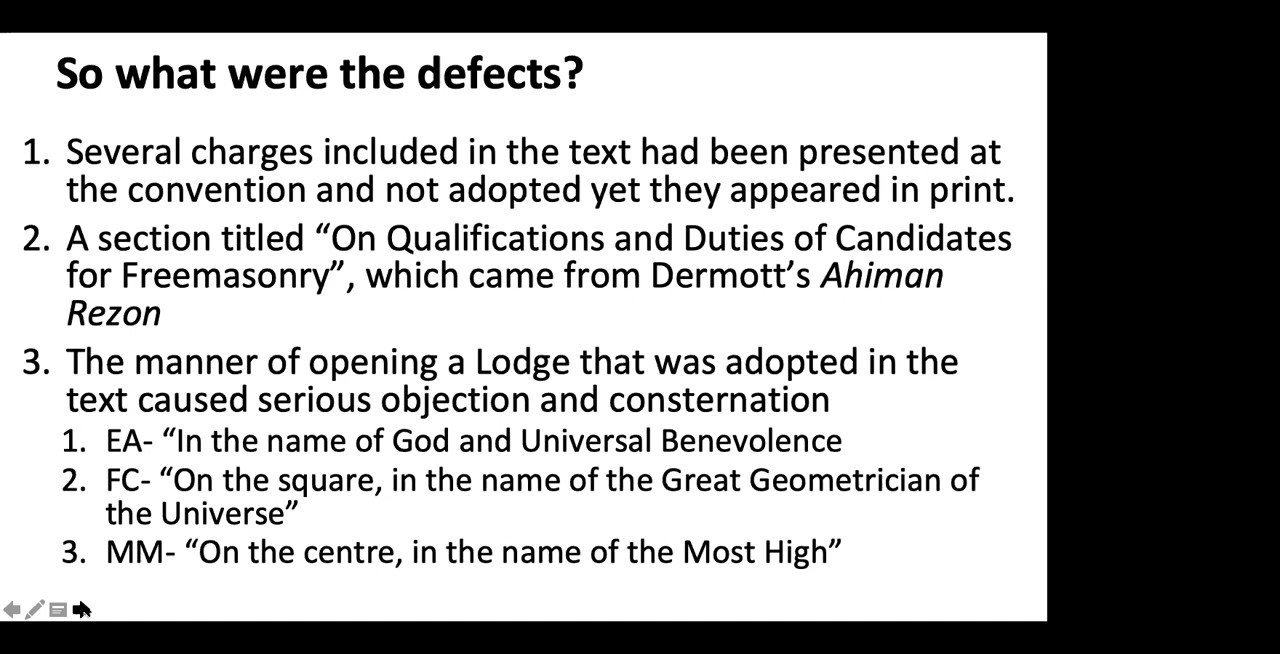 So what were the defects?
1. Several charges included in the text had been presented at
the convention and not adopted yet they appeared in print.
2. A section titled “On Qualifications and Duties of Candidates
for Freemasonry”, which came from Dermott’s Ahiman
Rezon
3. The manner of opening a Lodge that was adopted in the
text caused serious objection and consternation
1. EA- “In the name of God and Universal Benevolence
2. FC- “On the square, in the name of the Great Geometrician of
the Universe”
3. MM- “On the centre, in the name of the Most High”